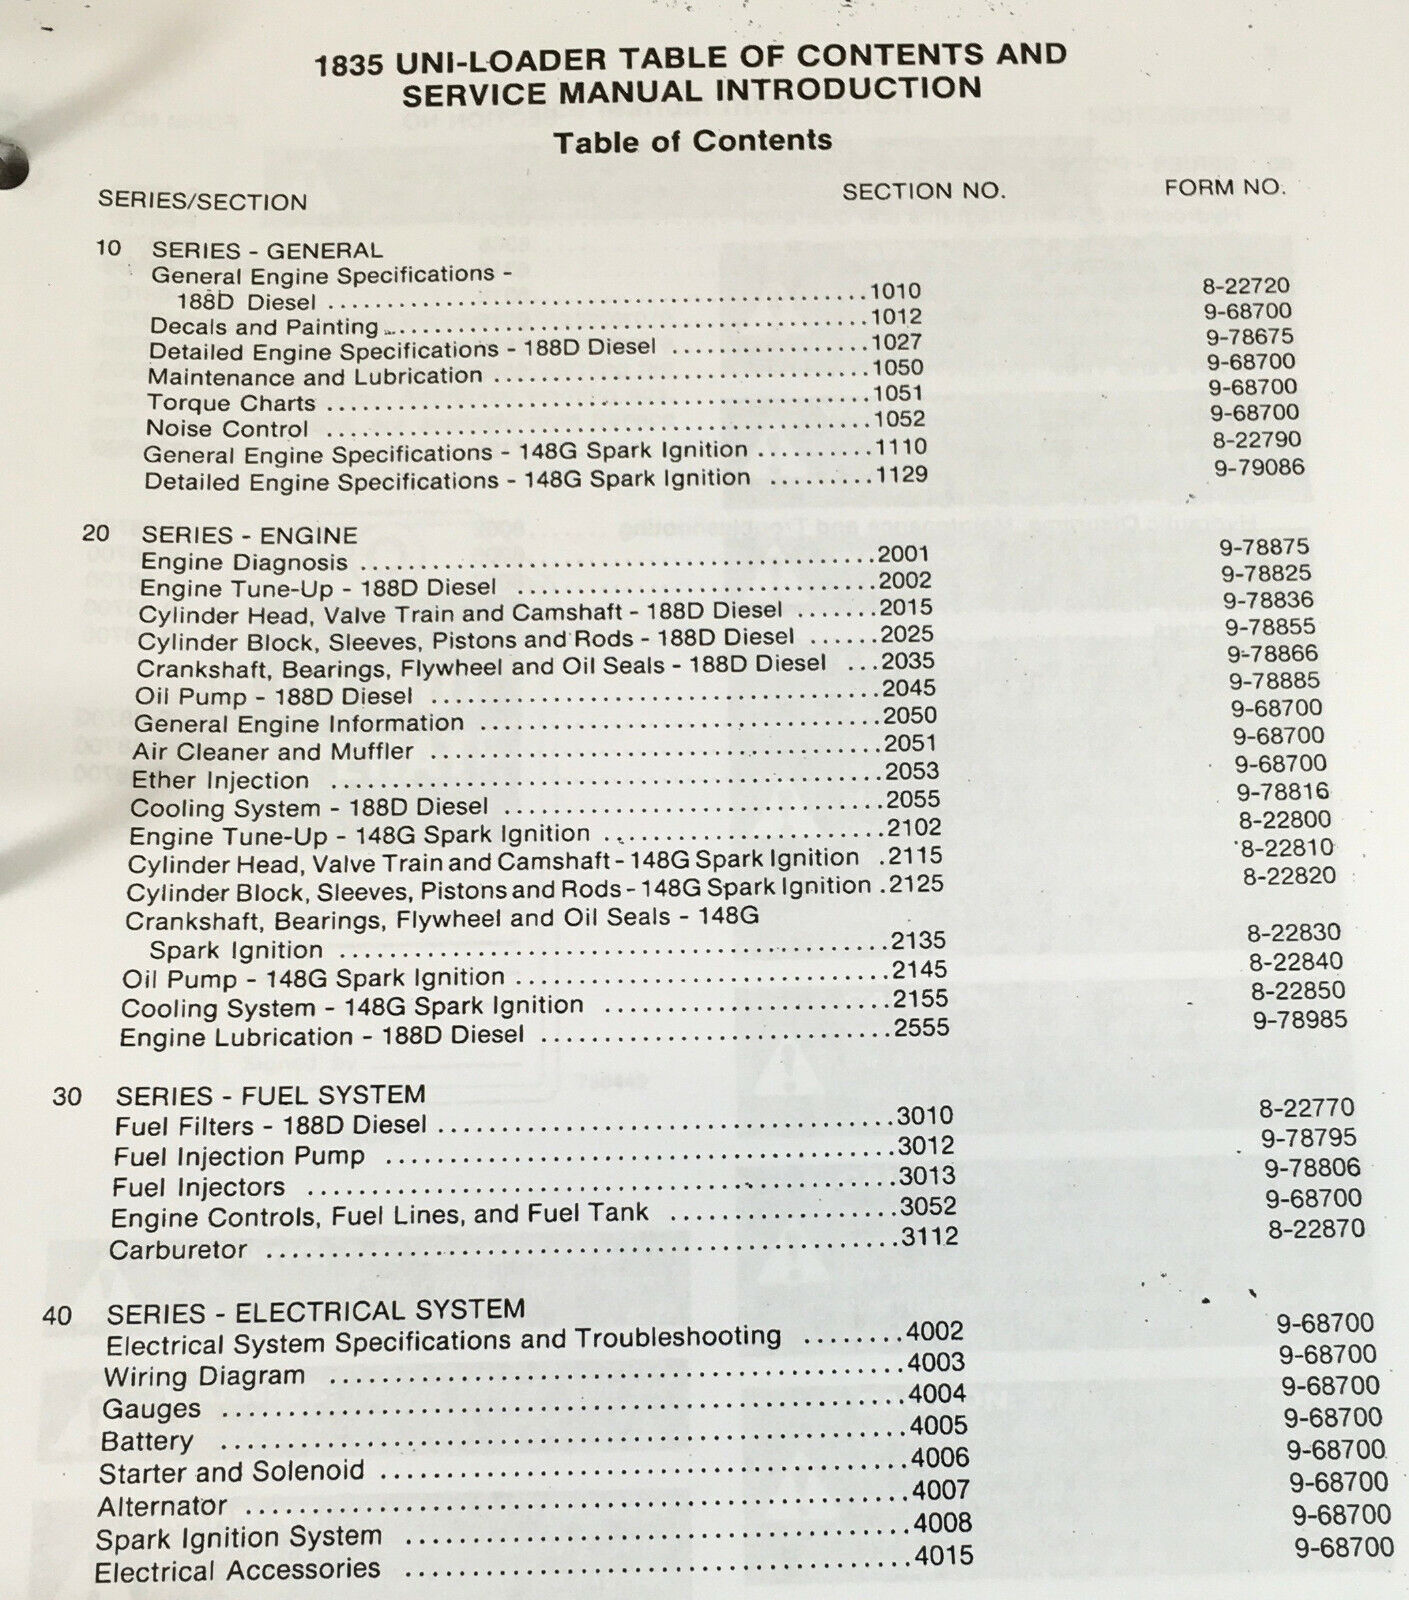 1835 UNI-LOADER TABLE OF CONTENTS AND
SERVICE MANUAL INTRODUCTION
Table of Contents
SERIES/SECTION SECTION NO. FORM NO.
10 SERIES - GENERAL
General Engine Specifications -
188D Diesel ............................................1010 8-22720
Decals and Painting .......................................1012 9-68700
Detailed Engine Specifications - 188D Diesel .................1027 9-78675
Maintenance and Lubrication ...............................1050 9-68700
Torque Charts .............................................1051 9-68700
Noise Control .............................................1052 9-68700
General Engine Specifications - 148G Spark Ignition ..........1110 8-22790
Detailed Engine Specifications - 148G Spark Ignition .........1129 9-79086
20 SERIES - ENGINE
Engine Diagnosis ..........................................2001 9-78875
Engine Tune-Up - 188D Diesel ..............................2002 9-78825
Cylinder Head, Valve Train and Camshaft - 188D Diesel .......2015 9-78836
Cylinder Block, Sleeves, Pistons and Rods - 188D Diesel ......2025 9-78855
Crankshaft, Bearings, Flywheel and Oil Seals - 188D Diesel ...2035 9-78866
Oil Pump - 188D Diesel ...................................2045 9-78885
General Engine Information ...............................2050 9-68700
Air Cleaner and Muffler ...................................2051 9-68700
Ether Injection ...........................................2053 9-68700
Cooling System - 188D Diesel .............................2055 9-78816
Engine Tune-Up - 148G Spark Ignition .....................2102 8-22800
Cylinder Head, Valve Train and Camshaft - 148G Spark Ignition .2115 8-22810
Cylinder Block, Sleeves, Pistons and Rods - 148G Spark Ignition .2125 8-22820
Crankshaft, Bearings, Flywheel and Oil Seals - 148G
Spark Ignition ..........................................2135 8-22830
Oil Pump - 148G Spark Ignition .............................2145 8-22840
Cooling System - 148G Spark Ignition ......................2155 8-22850
Engine Lubrication - 188D Diesel ...........................2555 9-78985
30 SERIES - FUEL SYSTEM
Fuel Filters - 188D Diesel ...................................3010 8-22770
Fuel Injection Pump .......................................3012 9-78795
Fuel Injectors .............................................3013 9-78806
Engine Controls, Fuel Lines, and Fuel Tank ..................3052 9-68700
Carburetor ................................................3112 8-22870
40 SERIES - ELECTRICAL SYSTEM
Electrical System Specifications and Troubleshooting ........4002 9-68700
Wiring Diagram ............................................4003 9-68700
Gauges ....................................................4004 9-68700
Battery ...................................................4005 9-68700
Starter and Solenoid ........................................4006 9-68700
Alternator .................................................4007 9-68700
Spark Ignition System ......................................4008 9-68700
Electrical Accessories ......................................4015 9-68700